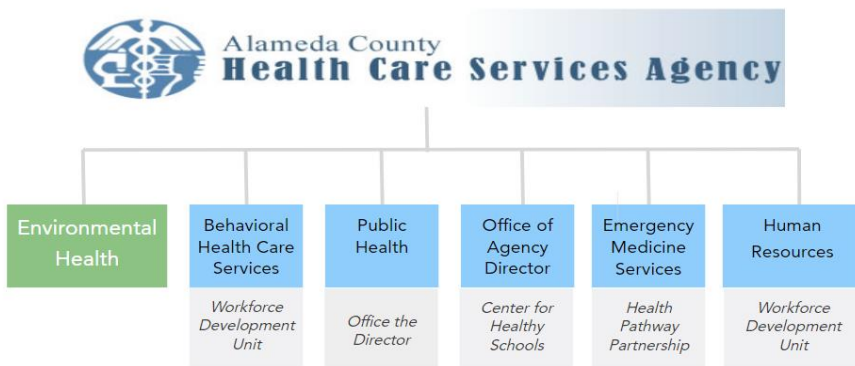 Alameda County
Health Care Services Agency
Environmental
Health
Behavioral
Health Care
Services
Workforce
Development
Unit
Public
Health
Office the
Director
Office of
Agency
Director
Center for
Healthy
Schools
Emergency
Medicine
Services
Health
Pathway
Partnership
Human
Resources
Workforce
Development
Unit